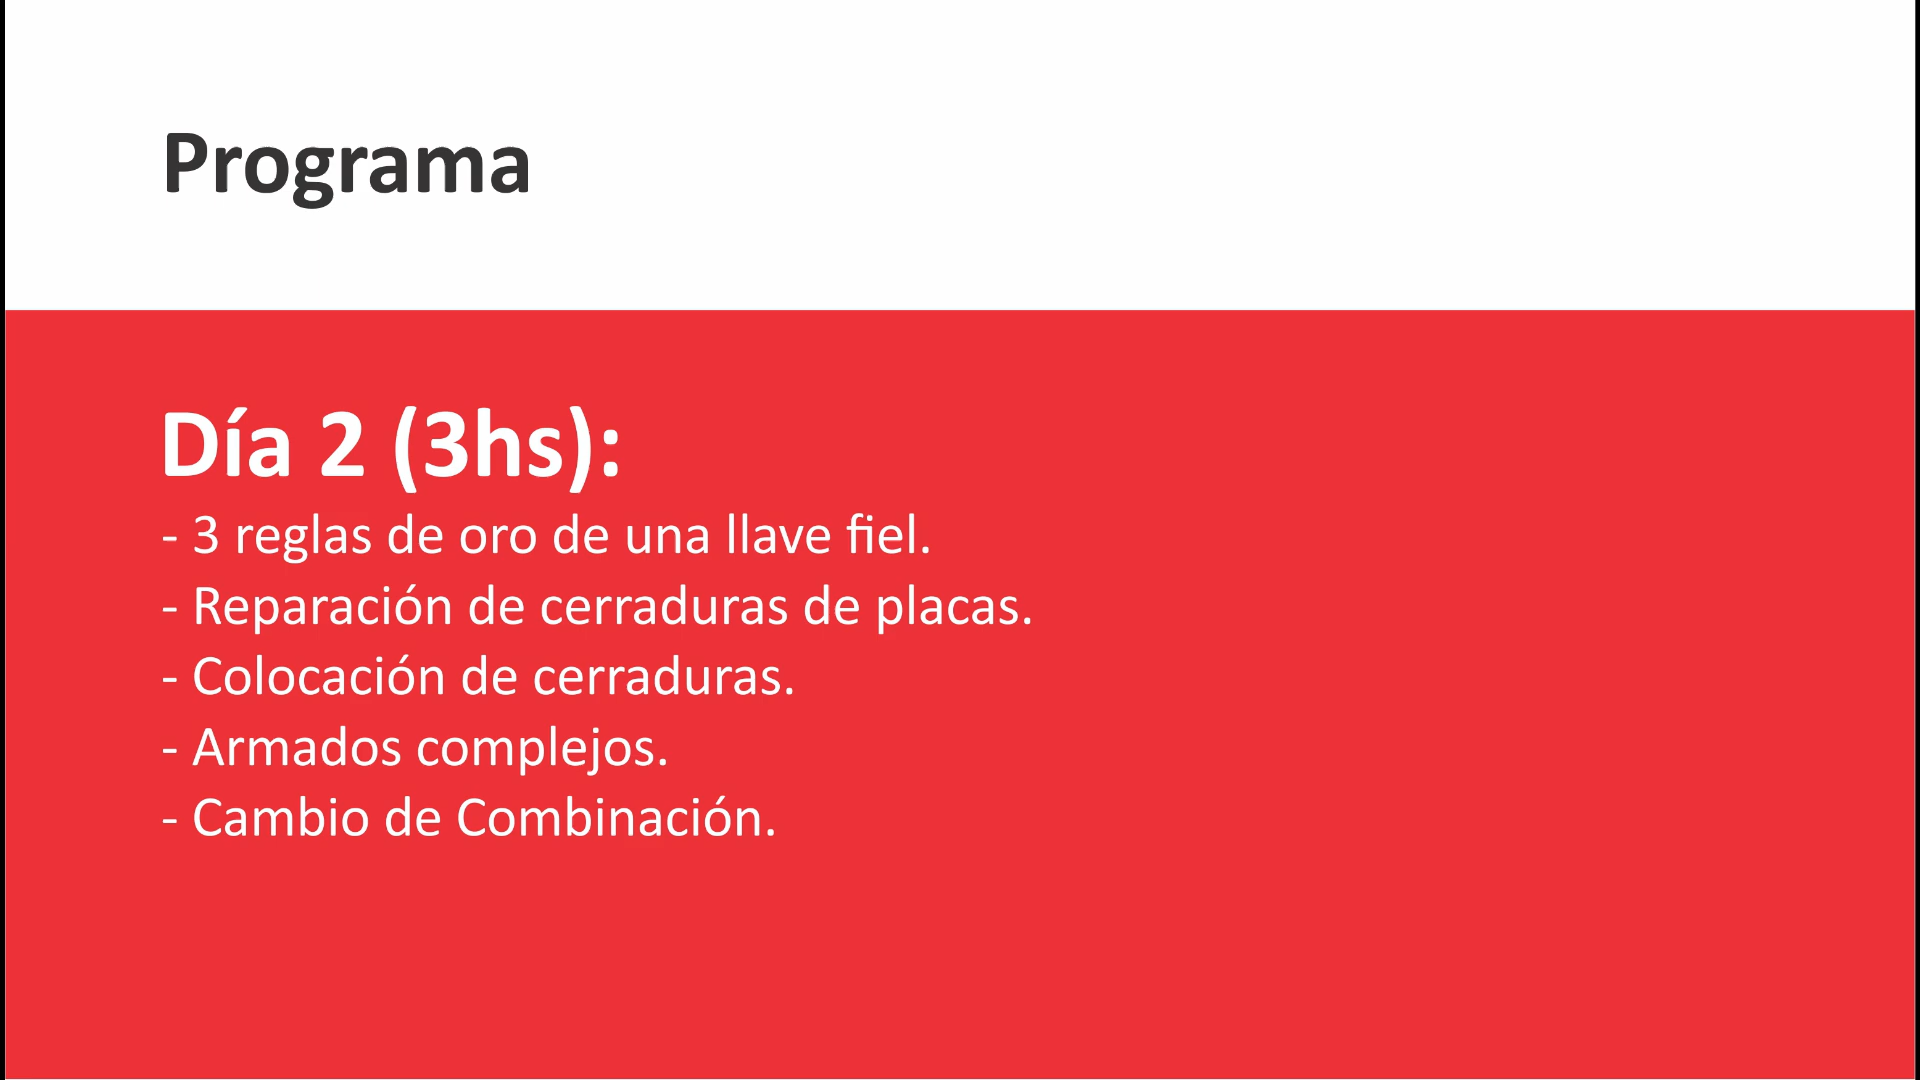 Programa
Día 2 (3hs):
- 3 reglas de oro de una llave fiel.
- Reparación de cerraduras de placas.
- Colocación de cerraduras.
- Armados complejos.
- Cambio de Combinación.